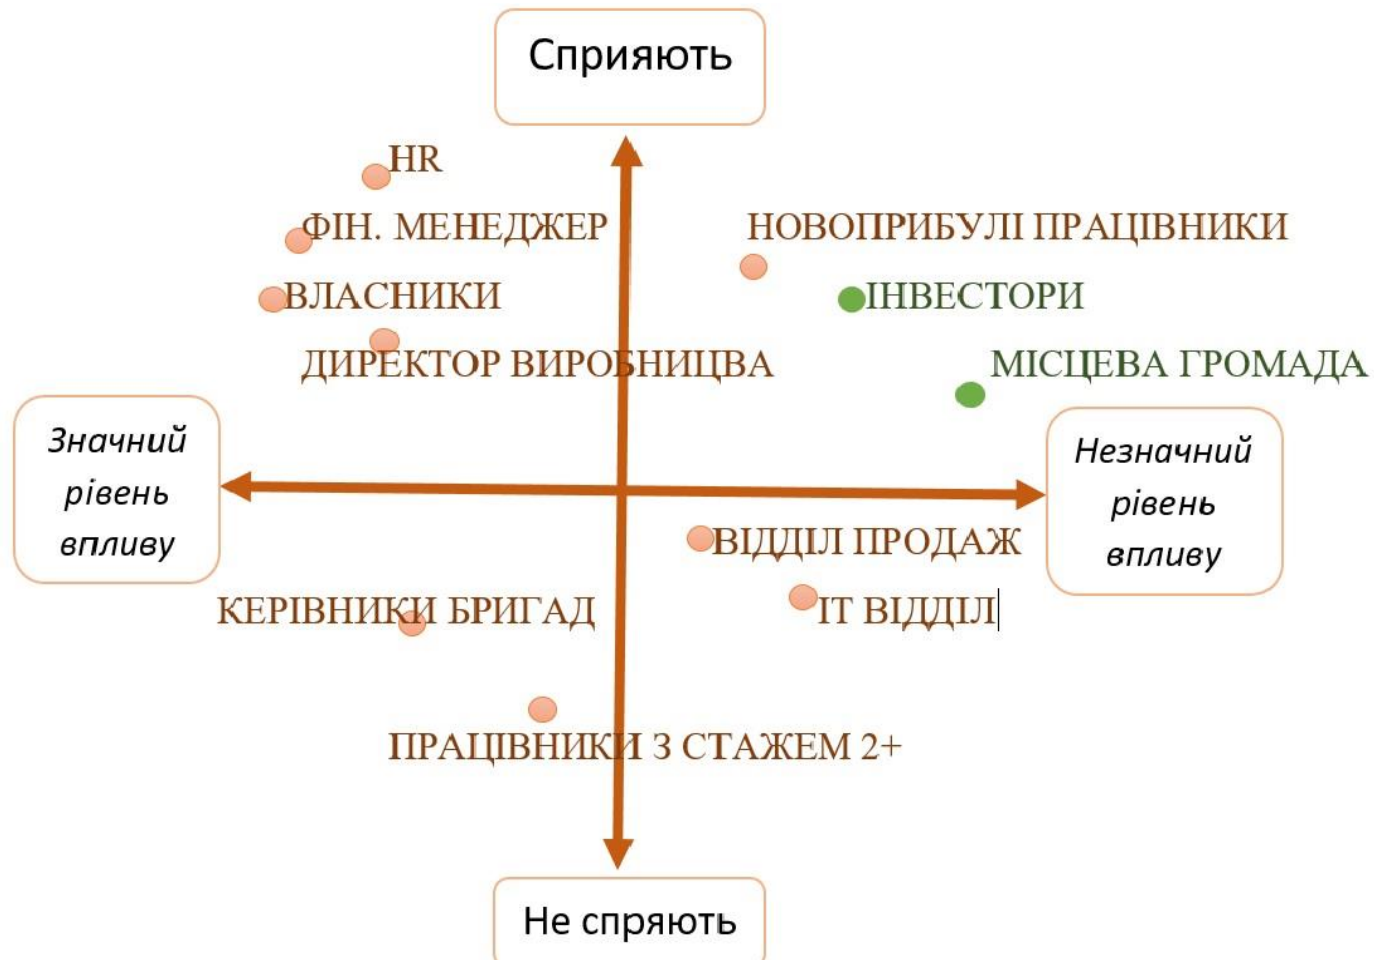 Сприяють
HR
ФІН. МЕНЕДЖЕР
НОВОПРИБУЛІ ПРАЦІВНИКИ
ВЛАСНИКИ
ІНВЕСТОРИ
ДИРЕКТОР ВИРОБНИЦВА
МІСЦЕВА ГРОМАДА
Значний
рівень
впливу
Незначний
рівень
впливу
ВІДДІЛ ПРОДАЖ
КЕРІВНИКИ БРИГАД
ІТ ВІДДІЛ
ПРАЦІВНИКИ З СТАЖЕМ 2+
Не спряють